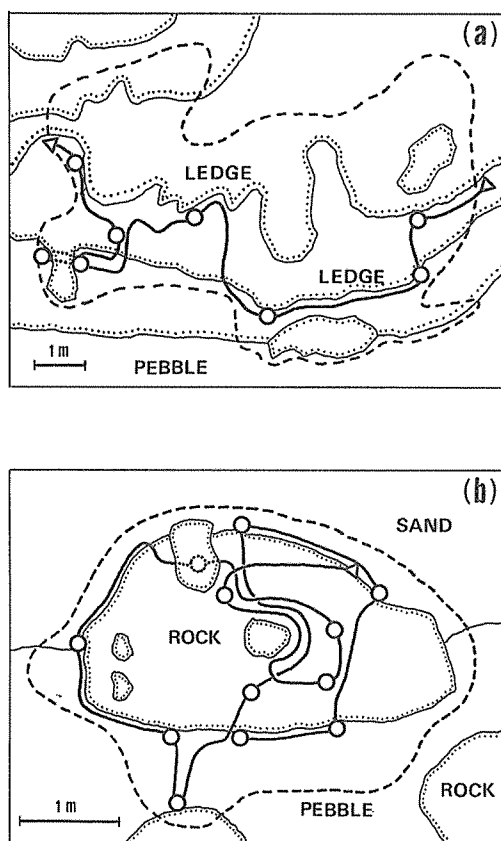 (a)
LEDGE
LEDGE
1 m
PEBBLE
(b)
SAND
ROCK
ROCK
1 m
PEBBLE